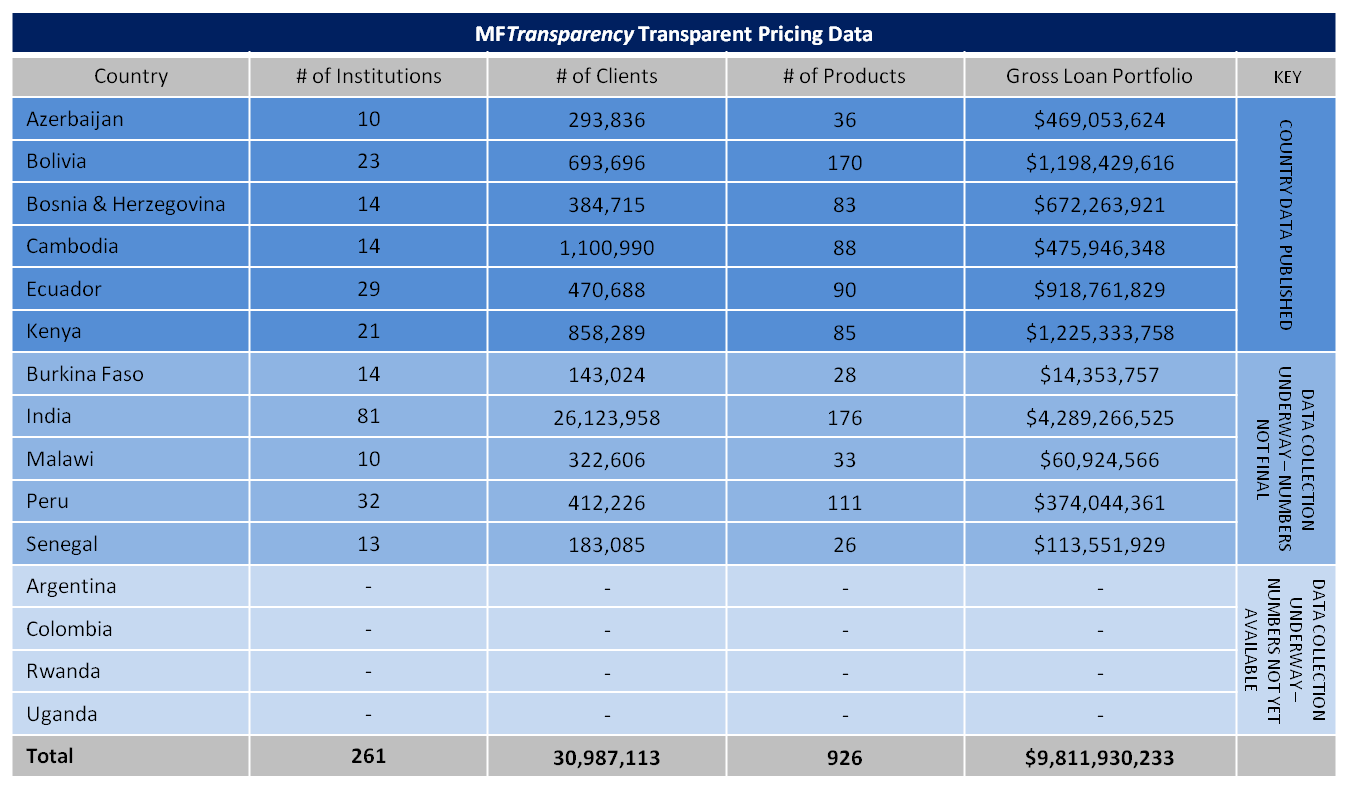 MFTransparency Transparent Pricing Data
Country # of Institutions # of Clients # of Products Gross Loan Portfolio KEY
Azerbaijan 10 293,836 36 $469,053,624
Bolivia 23 693,696 170 $1,198,429,616
Bosnia & Herzegovina 14 384,715 83 $672,263,921
Cambodia 14 1,100,990 88 $475,946,348
Ecuador 29 470,688 90 $918,761,829
Kenya 21 858,289 85 $1,225,333,758
COUNTRY DATA PUBLISHED
Burkina Faso 14 143,024 28 $14,353,757
India 81 26,123,958 176 $4,289,266,525
Malawi 10 322,606 33 $60,924,566
Peru 32 412,226 111 $374,044,361
Senegal 13 183,085 26 $113,551,929
DATA COLLECTION
UNDERWAY – NUMBERS
NOT FINAL
Argentina - - - -
Colombia - - - -
Rwanda - - - -
Uganda - - - -
DATA COLLECTION
UNDERWAY –
NUMBERS NOT YET
AVAILABLE
Total 261 30,987,113 926 $9,811,930,233